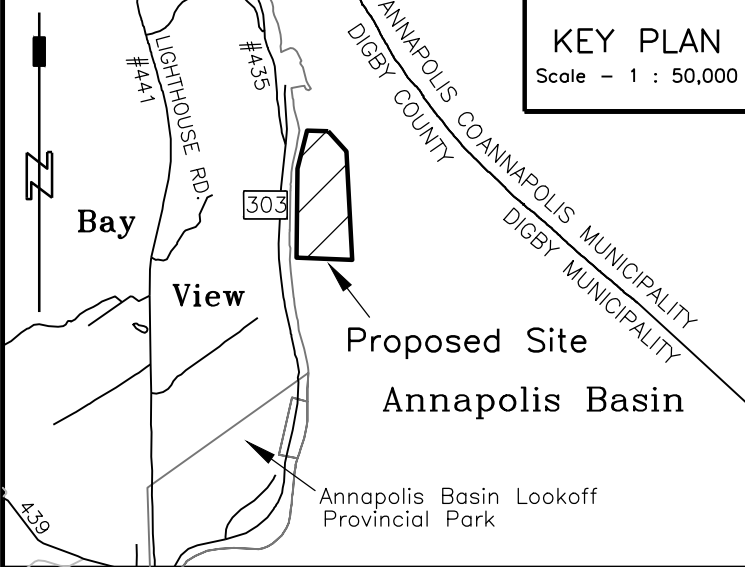 KEY PLAN
Scale - 1 : 50,000
ANNAPOLIS CO
DIGBY COUNTY
ANNAPOLIS MUNICIPALITY
DIGBY MUNICIPALITY
#441
LIGHTHOUSE RD.
#435
303
Bay
View
Proposed Site
Annapolis Basin
Annapolis Basin Lookoff
Provincial Park
439
N